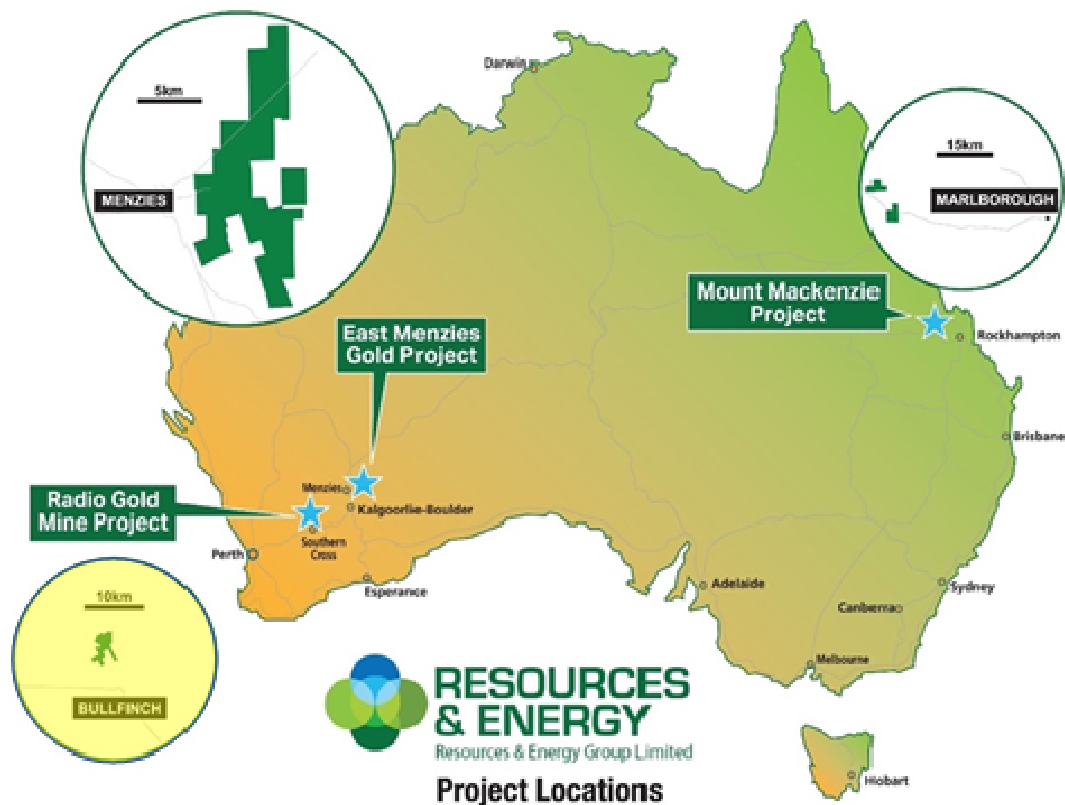 Darwin
5km
MENZIES
15km
MARLBOROUGH
Mount Mackenzie
Project
Rockhampton
East Menzies
Gold Project
Brisbane
Menzies
Kalgoorlie-Boulder
Radio Gold
Mine Project
Southern
Cross
Perth
Esperance
Adelaide
Sydney
Canberra
Melbourne
10km
BULLFINCH
RESOURCES
& ENERGY
Resources & Energy Group Limited
Project Locations
Hobart